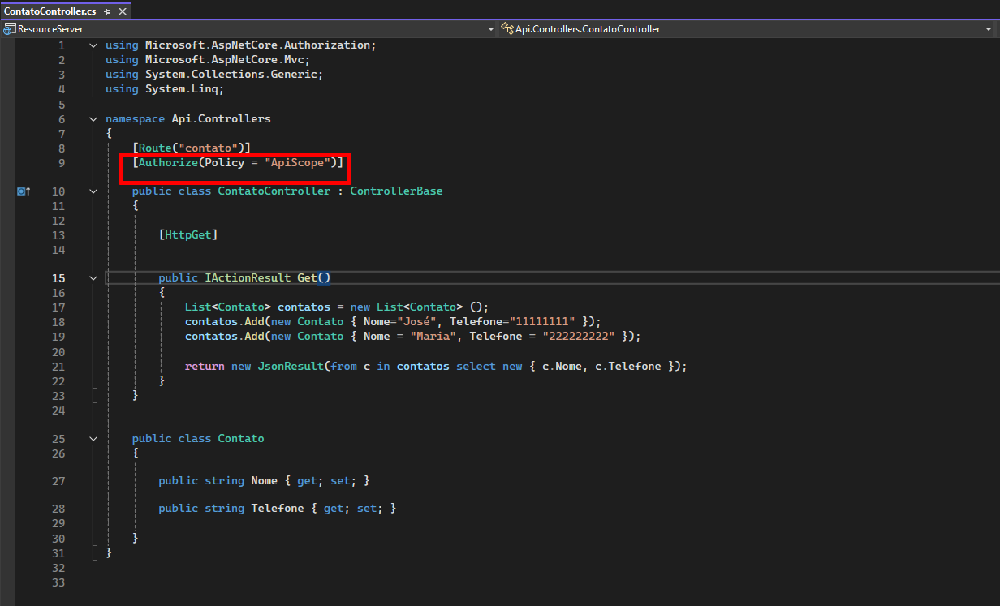 ContatoController.cs
ResourceServer Api.Controllers.ContatoController
1 using Microsoft.AspNetCore.Authorization;
2 using Microsoft.AspNetCore.Mvc;
3 using System.Collections.Generic;
4 using System.Linq;
5
6 namespace Api.Controllers
7 {
8 [Route("contato")]
9 [Authorize(Policy = "ApiScope")]
10 public class ContatoController : ControllerBase
11 {
12
13 [HttpGet]
14
15 public IActionResult Get()
16 {
17 List<Contato> contatos = new List<Contato> ();
18 contatos.Add(new Contato { Nome="José", Telefone="11111111" });
19 contatos.Add(new Contato { Nome = "Maria", Telefone = "222222222" });
20
21 return new JsonResult(from c in contatos select new { c.Nome, c.Telefone });
22 }
23 }
24
25 public class Contato
26 {
27 public string Nome { get; set; }
28 public string Telefone { get; set; }
29
30 }
31 }
32
33